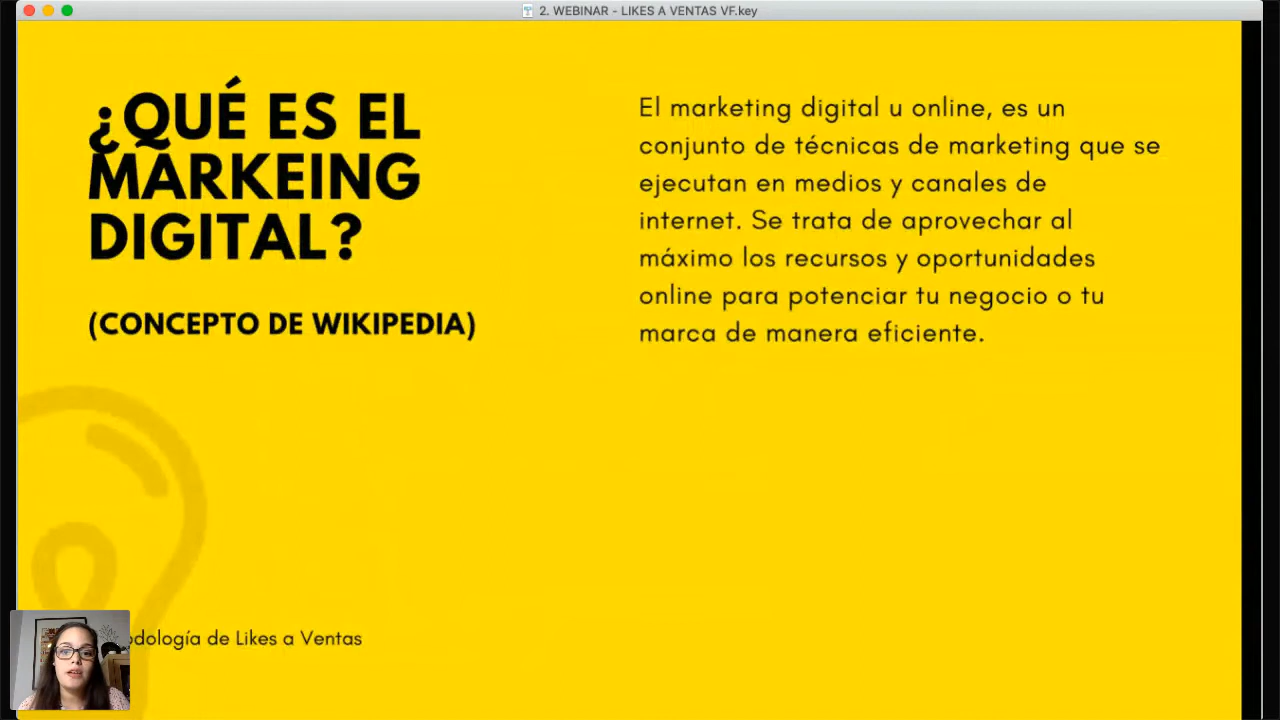 2. WEBINAR - LIKES A VENTAS VF.key
¿QUÉ ES EL
MARKEING
DIGITAL?
(CONCEPTO DE WIKIPEDIA)
El marketing digital u online, es un
conjunto de técnicas de marketing que se
ejecutan en medios y canales de
internet. Se trata de aprovechar al
máximo los recursos y oportunidades
online para potenciar tu negocio o tu
marca de manera eficiente.
de Likes a Ventas